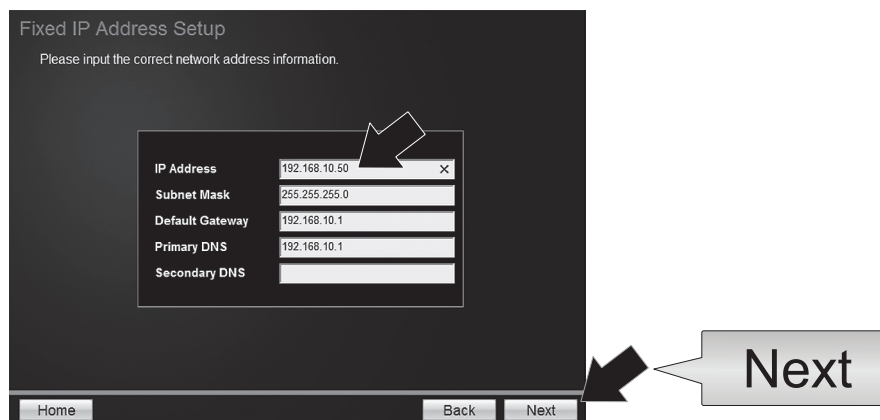 Fixed IP Address Setup
Please input the correct network address information.
IP Address 192.168.10.50 ×
Subnet Mask 255.255.255.0
Default Gateway 192.168.10.1
Primary DNS 192.168.10.1
Secondary DNS
Home Back Next
Next